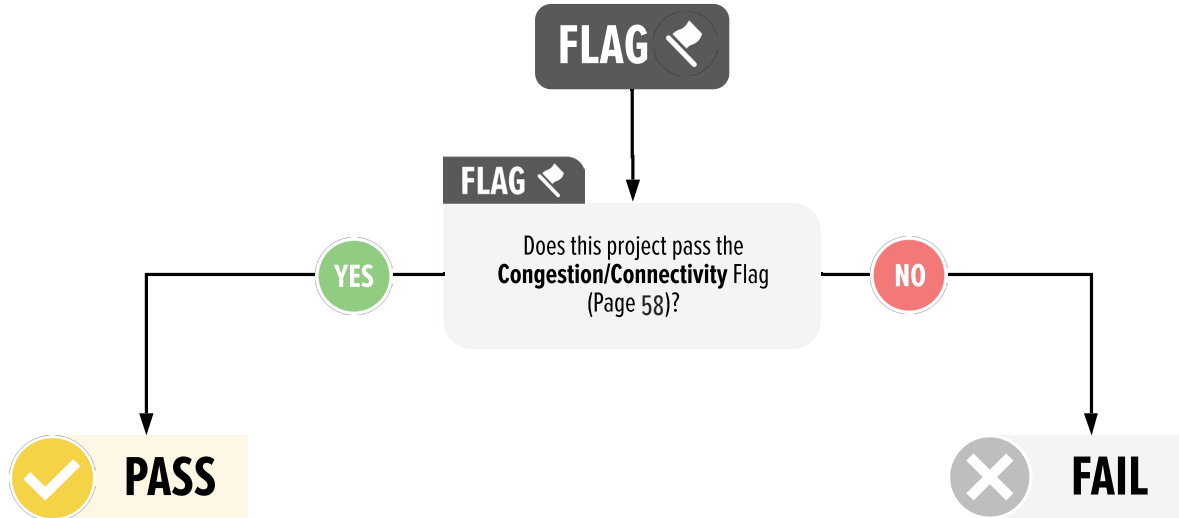 FLAG
FLAG
Does this project pass the
Congestion/Connectivity Flag
(Page 58)?
YES
NO
PASS
FAIL